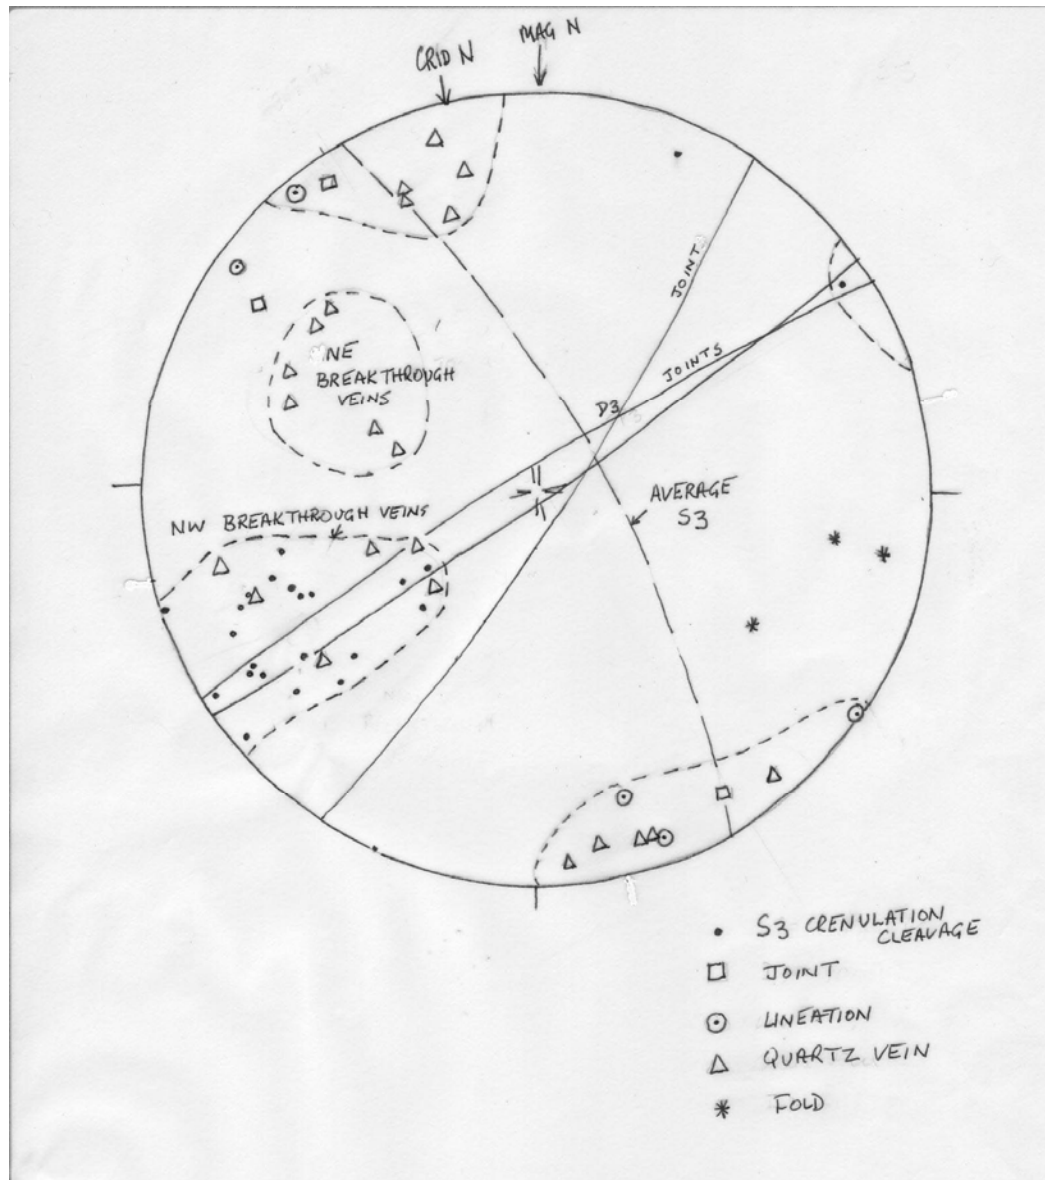 MAG N
GRID N
JOINTS
JOINTS
D3
NE
BREAKTHROUGH
VEINS
AVERAGE
S3
NW BREAKTHROUGH VEINS
S3 CRENULATION
CLEAVAGE
JOINT
LINEATION
QUARTZ VEIN
FOLD